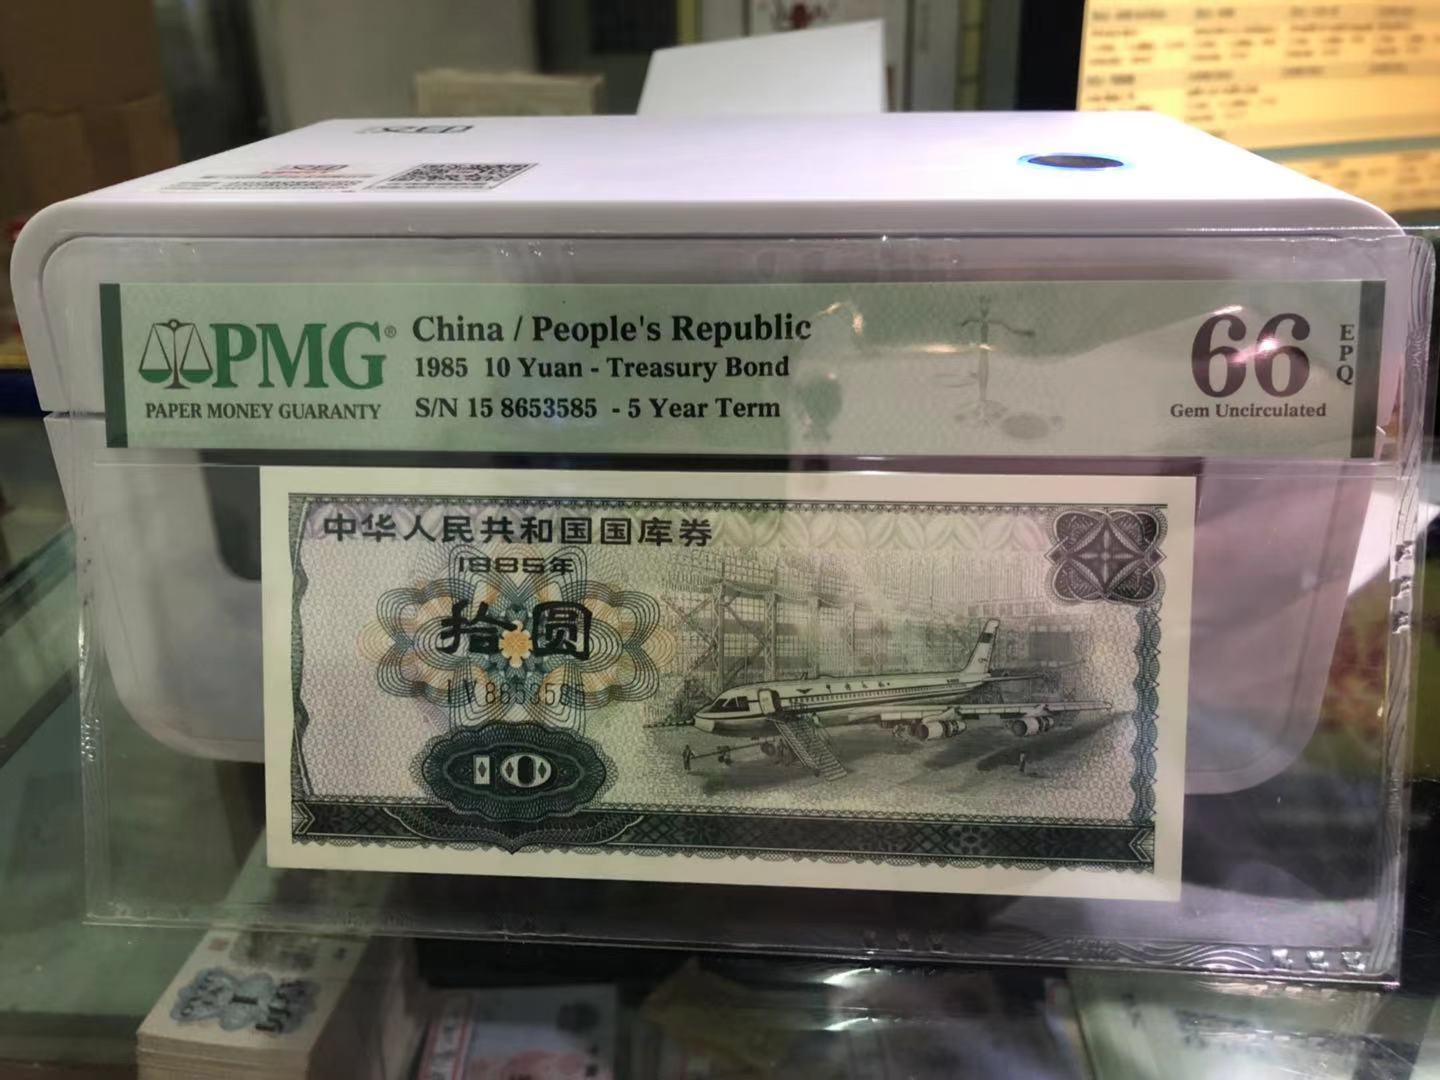 PMG®
PAPER MONEY GUARANTY
China / People's Republic
1985 10 Yuan - Treasury Bond
S/N 15 8653585 - 5 Year Term
66
EPQ
Gem Uncirculated
中华人民共和国国库券
1985年
拾圆
IX8653585
10